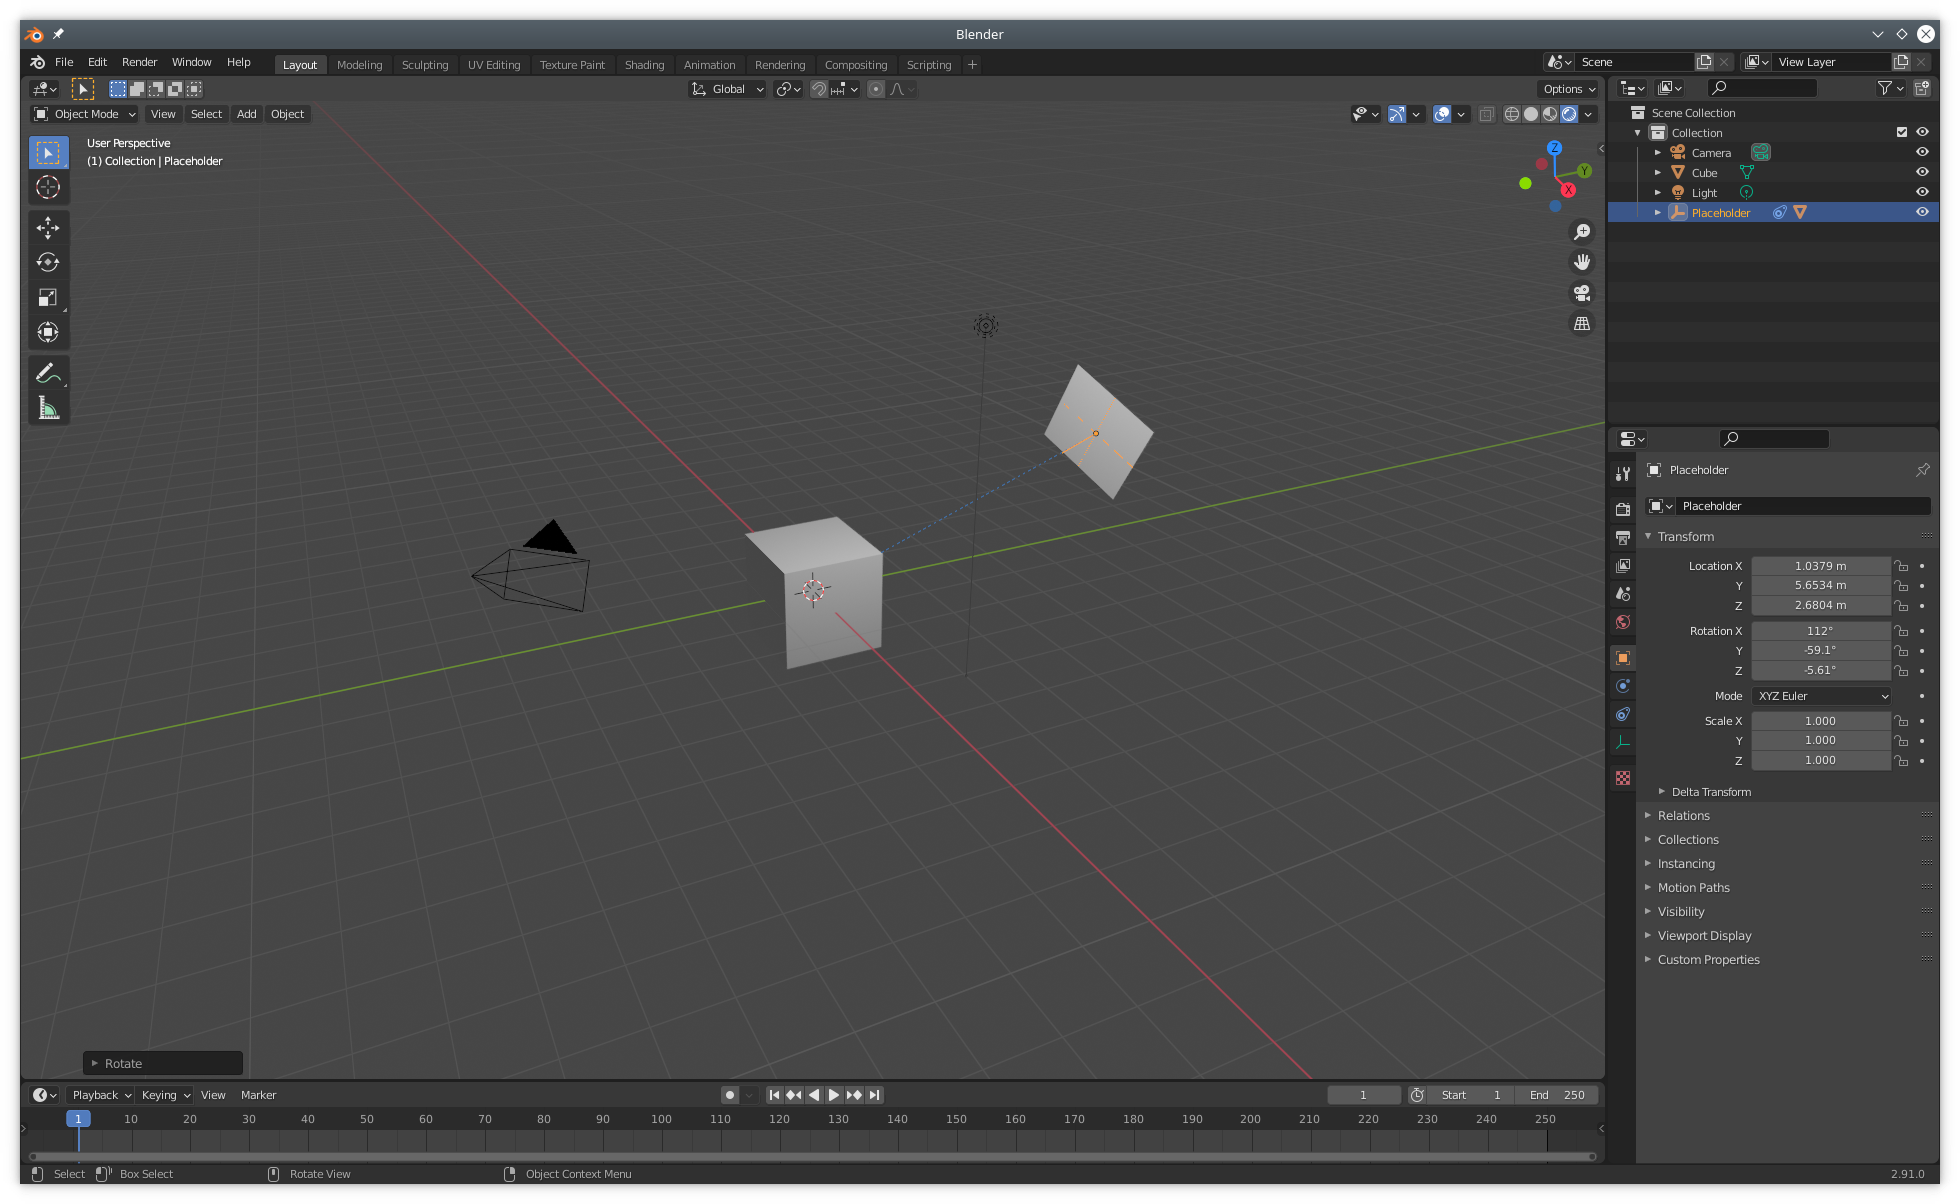 Blender
File Edit Render Window Help Layout Modeling Sculpting UV Editing Texture Paint Shading Animation Rendering Compositing Scripting + Scene View Layer
Global Options
Object Mode View Select Add Object
User Perspective
(1) Collection | Placeholder
Z
Y
X
Scene Collection
Collection
Camera
Cube
Light
Placeholder
Placeholder
Placeholder
Transform
Location X 1.0379 m
Y 5.6534 m
Z 2.6804 m
Rotation X 112°
Y -59.1°
Z -5.61°
Mode XYZ Euler
Scale X 1.000
Y 1.000
Z 1.000
Delta Transform
Relations
Collections
Instancing
Motion Paths
Visibility
Viewport Display
Custom Properties
Rotate
Playback Keying View Marker 1 Start 1 End 250
1 10 20 30 40 50 60 70 80 90 100 110 120 130 140 150 160 170 180 190 200 210 220 230 240 250
Select Box Select Rotate View Object Context Menu 2.91.0